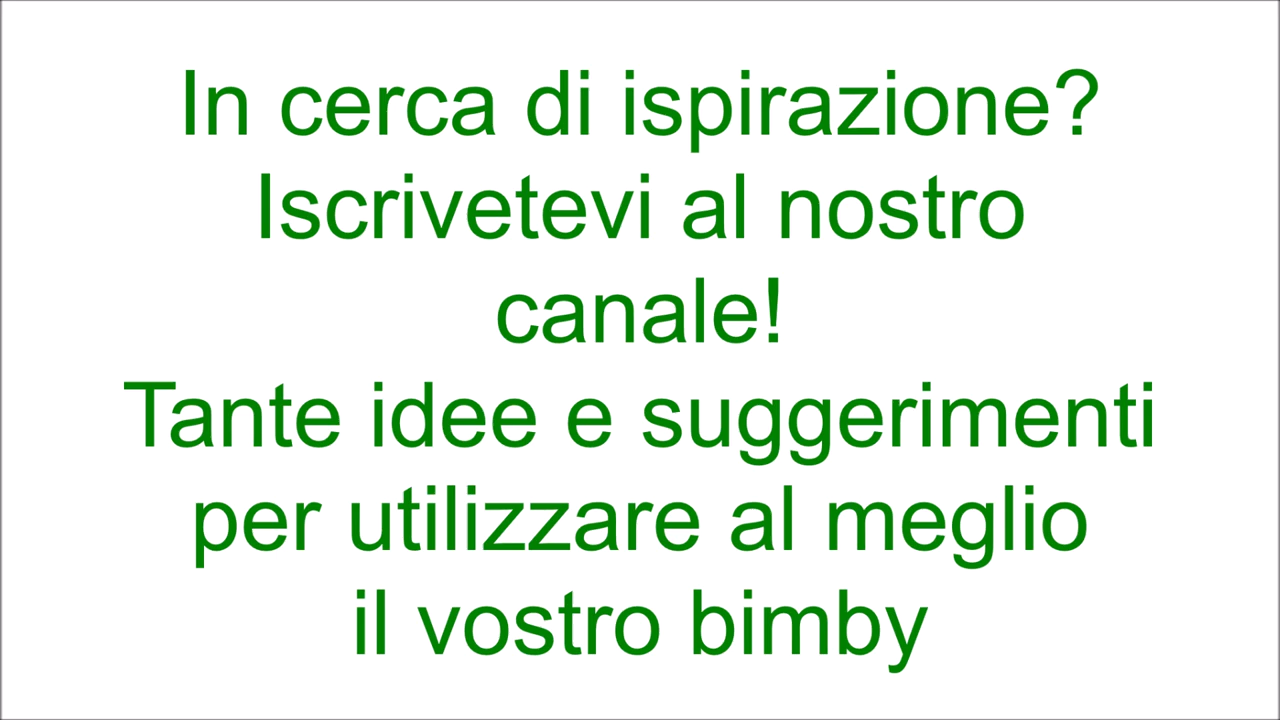 In cerca di ispirazione?
Iscrivetevi al nostro
canale!
Tante idee e suggerimenti
per utilizzare al meglio
il vostro bimby